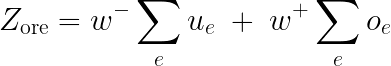 Z_ore = w⁻ ∑_e u_e + w⁺ ∑_e o_e